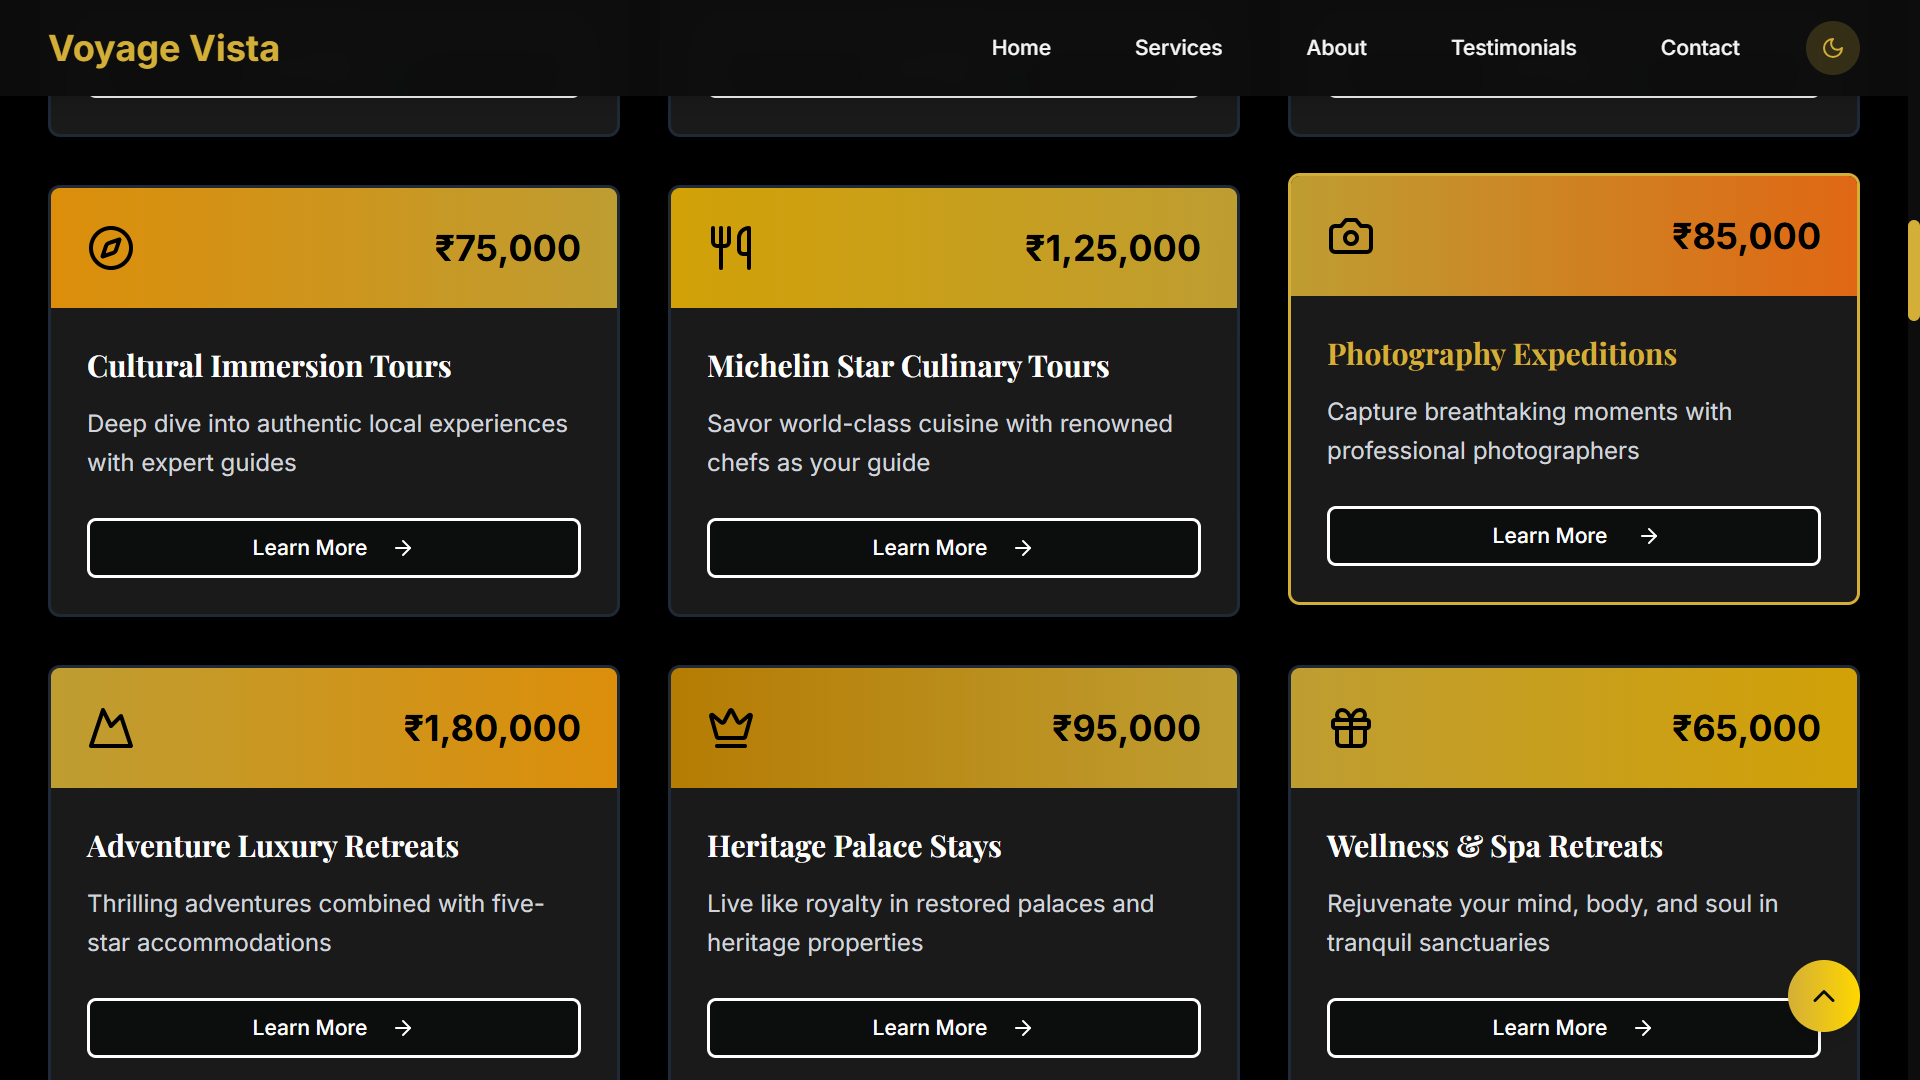 Voyage Vista
Home
Services
About
Testimonials
Contact
₹75,000
Cultural Immersion Tours
Deep dive into authentic local experiences
with expert guides
Learn More
₹1,25,000
Michelin Star Culinary Tours
Savor world-class cuisine with renowned
chefs as your guide
Learn More
₹85,000
Photography Expeditions
Capture breathtaking moments with
professional photographers
Learn More
₹1,80,000
Adventure Luxury Retreats
Thrilling adventures combined with five-
star accommodations
Learn More
₹95,000
Heritage Palace Stays
Live like royalty in restored palaces and
heritage properties
Learn More
₹65,000
Wellness & Spa Retreats
Rejuvenate your mind, body, and soul in
tranquil sanctuaries
Learn More